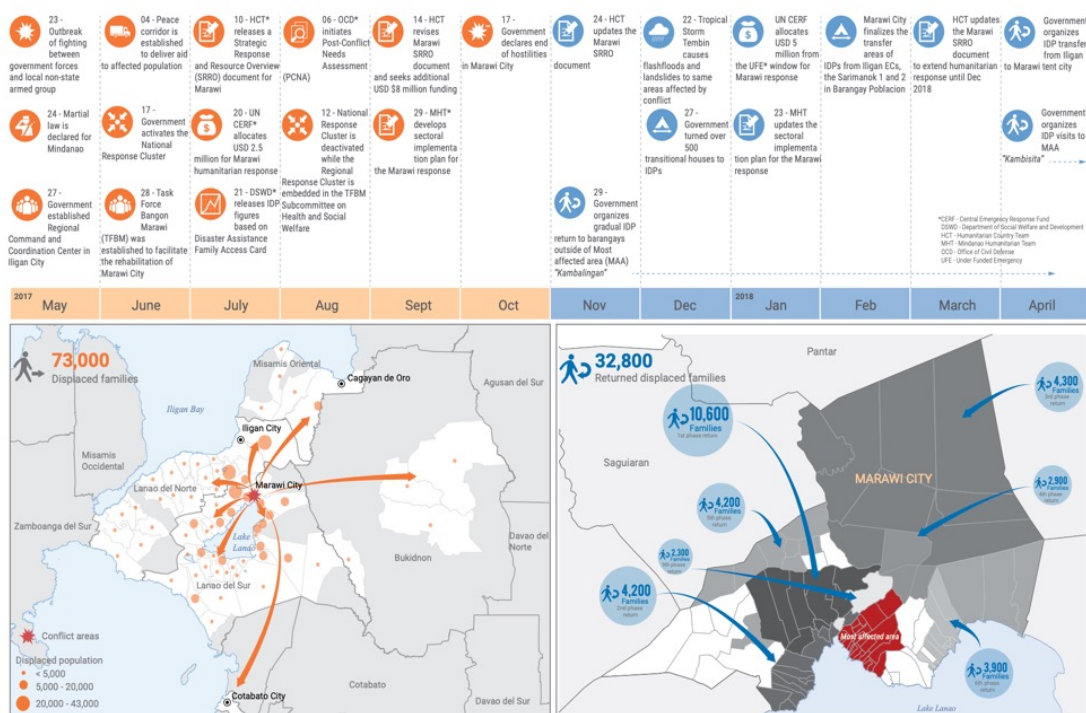 23 -
Outbreak
of fighting
between
government forces
and local non-state
armed group
24 - Martial
law is
declared for
Mindanao
27 -
Government
established Regional
Command and
Coordination Center in
Iligan City
04 - Peace
corridor is
established to
deliver aid
to affected population
17 -
Government
activates the
National
Response Cluster
28 - Task
Force
Bangon
Marawi
(TFBM) was
established to facilitate
the rehabilitation of
Marawi City
10 - HCT*
releases a
Strategic
Response
and Resource Overview
(SRRO) document for
Marawi
20 - UN
CERF*
allocates
USD 2.5
million for Marawi
humanitarian response
21 - DSWD*
releases IDP
figures
based on
Disaster Assistance
Family Access Card
06 - OCD*
initiates
Post-Conflict
Needs
Assessment
(PCNA)
12 - National
Response
Cluster is
deactivated
while the
Regional
Response Cluster is
embedded in the TFBM
Subcommittee on
Health and Social
Welfare
14 - HCT
revises
Marawi
SRRO
document
and seeks additional
USD $8 million funding
29 - MHT*
develops
sectoral
implementa
tion plan for
the Marawi response
17 -
Government
declares end
of hostilities
in Marawi City
24 - HCT
updates the
Marawi
SRRO
document
29 -
Government
organizes
gradual IDP
return to barangays
outside of Most
affected area (MAA)
"Kambalingan"
22 - Tropical
Storm
Tembin
causes
flashfloods and
landslides to same
areas affected by
conflict
27 -
Government
turned over
500
transitional houses to
IDPs
UN CERF
allocates
USD 5
million from
the UFE* window for
Marawi response
23 - MHT
updates the
sectoral
implementa
tion plan for the Marawi
response
Marawi City
finalizes the
transfer
areas of
IDPs from Iligan ECs,
the Sarimanok 1 and 2
in Barangay Poblacion
HCT updates
the Marawi
SRRO
document
to extend humanitarian
response until Dec
2018
Government
organizes
IDP transfer
from Iligan
to Marawi tent city
Government
organizes
IDP visits to
MAA
"Kambisita"
*CERF - Central Emergency Response Fund
DSWD - Department of Social Welfare and Development
HCT - Humanitarian Country Team
MHT - Mindanao Humanitarian Team
OCD - Office of Civil Defense
UFE - Under Funded Emergency
2017 May June July Aug Sept Oct Nov Dec 2018 Jan Feb March April
73,000
Displaced families
Misamis Oriental
Cagayan de Oro
Agusan del Sur
Iligan Bay
Iligan City
Misamis
Occidental
Lanao del Norte
Marawi City
Zamboanga del Sur
Lake
Lanao
Bukidnon
Davao del
Norte
Lanao del Sur
Conflict areas
Displaced population
< 5,000
5,000 - 20,000
20,000 - 43,000
Cotabato City
Cotabato
Davao del Sur
32,800
Returned displaced families
Pantar
4,300
Families
3rd phase
return
10,600
Families
1st phase return
Saguiaran
MARAWI CITY
2,900
Families
4th phase
return
4,200
Families
5th phase
return
2,300
Families
return
4,200
Families
2nd phase
return
Most affected area
3,900
Families
6th phase
return
Lake Lanao